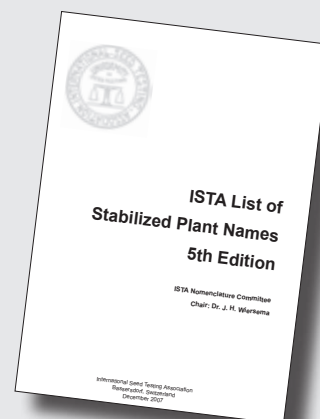 ISTA List of
Stabilized Plant Names
5th Edition
ISTA Nomenclature Committee
Chair: Dr. J. H. Wiersema
International Seed Testing Association
Bassersdorf, Switzerland
December 2007